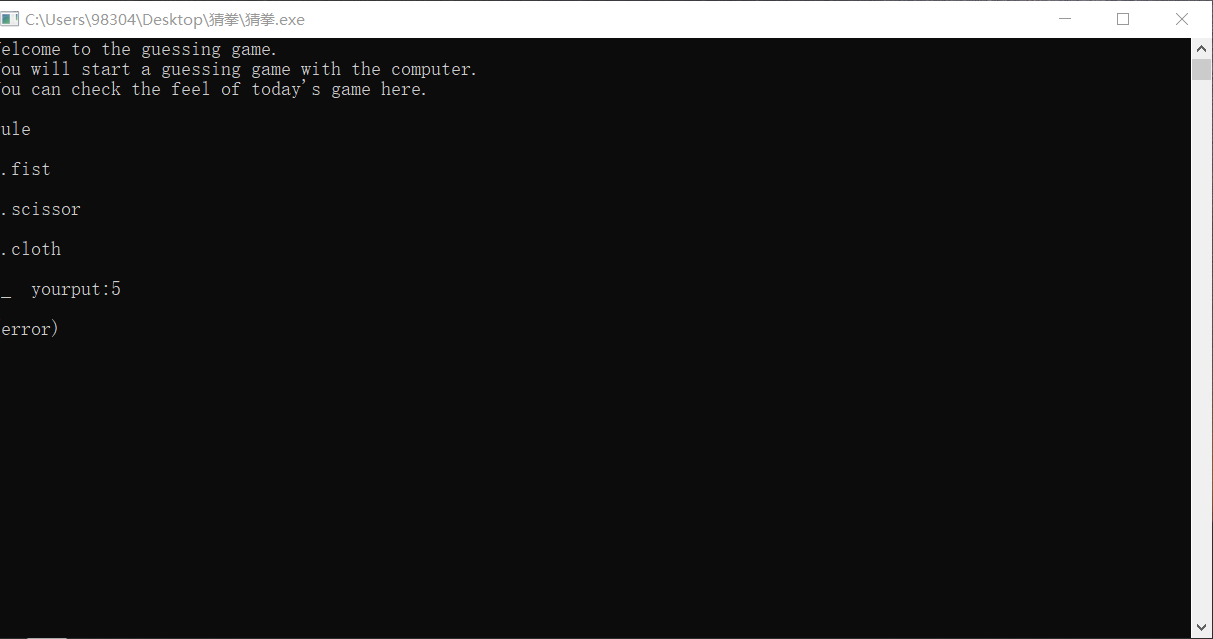 C:\Users\98304\Desktop\猜拳\猜拳.exe
elcome to the guessing game.
ou will start a guessing game with the computer.
ou can check the feel of today's game here.
ule
.fist
.scissor
.cloth
_ yourput:5
error)